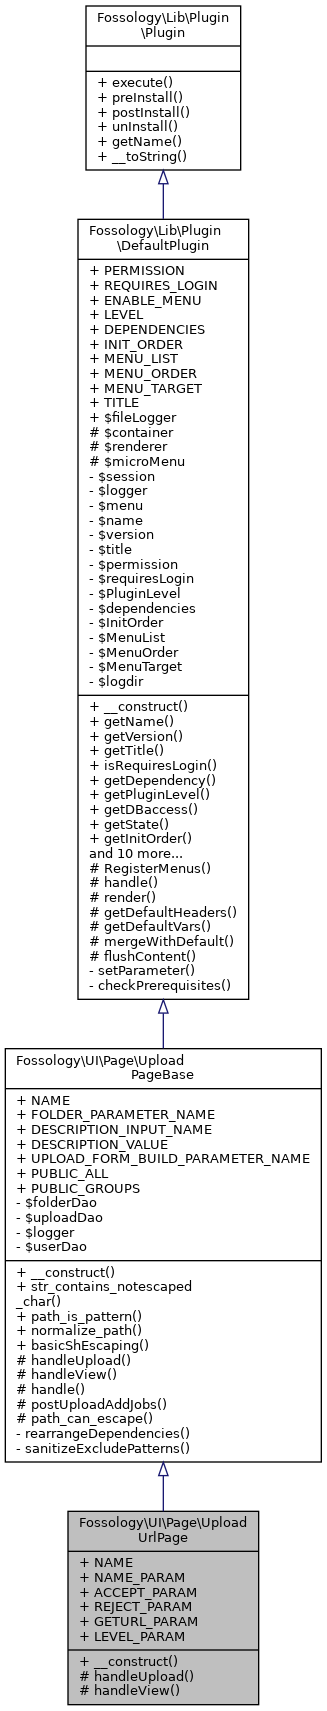 Fossology\Lib\Plugin
\Plugin
+ execute()
+ preInstall()
+ postInstall()
+ unInstall()
+ getName()
+ __toString()
Fossology\Lib\Plugin
\DefaultPlugin
+ PERMISSION
+ REQUIRES_LOGIN
+ ENABLE_MENU
+ LEVEL
+ DEPENDENCIES
+ INIT_ORDER
+ MENU_LIST
+ MENU_ORDER
+ MENU_TARGET
+ TITLE
+ $fileLogger
# $container
# $renderer
# $microMenu
- $session
- $logger
- $menu
- $name
- $version
- $title
- $permission
- $requiresLogin
- $PluginLevel
- $dependencies
- $InitOrder
- $MenuList
- $MenuOrder
- $MenuTarget
- $logdir
+ __construct()
+ getName()
+ getVersion()
+ getTitle()
+ isRequiresLogin()
+ getDependency()
+ getPluginLevel()
+ getDBaccess()
+ getState()
+ getInitOrder()
and 10 more...
# RegisterMenus()
# handle()
# render()
# getDefaultHeaders()
# getDefaultVars()
# mergeWithDefault()
# flushContent()
- setParameter()
- checkPrerequisites()
Fossology\UI\Page\Upload
PageBase
+ NAME
+ FOLDER_PARAMETER_NAME
+ DESCRIPTION_INPUT_NAME
+ DESCRIPTION_VALUE
+ UPLOAD_FORM_BUILD_PARAMETER_NAME
+ PUBLIC_ALL
+ PUBLIC_GROUPS
- $folderDao
- $uploadDao
- $logger
- $userDao
+ __construct()
+ str_contains_notescaped
_char()
+ path_is_pattern()
+ normalize_path()
+ basicShEscaping()
# handleUpload()
# handleView()
# handle()
# postUploadAddJobs()
# path_can_escape()
- rearrangeDependencies()
- sanitizeExcludePatterns()
Fossology\UI\Page\Upload
UrlPage
+ NAME
+ NAME_PARAM
+ ACCEPT_PARAM
+ REJECT_PARAM
+ GETURL_PARAM
+ LEVEL_PARAM
+ __construct()
# handleUpload()
# handleView()